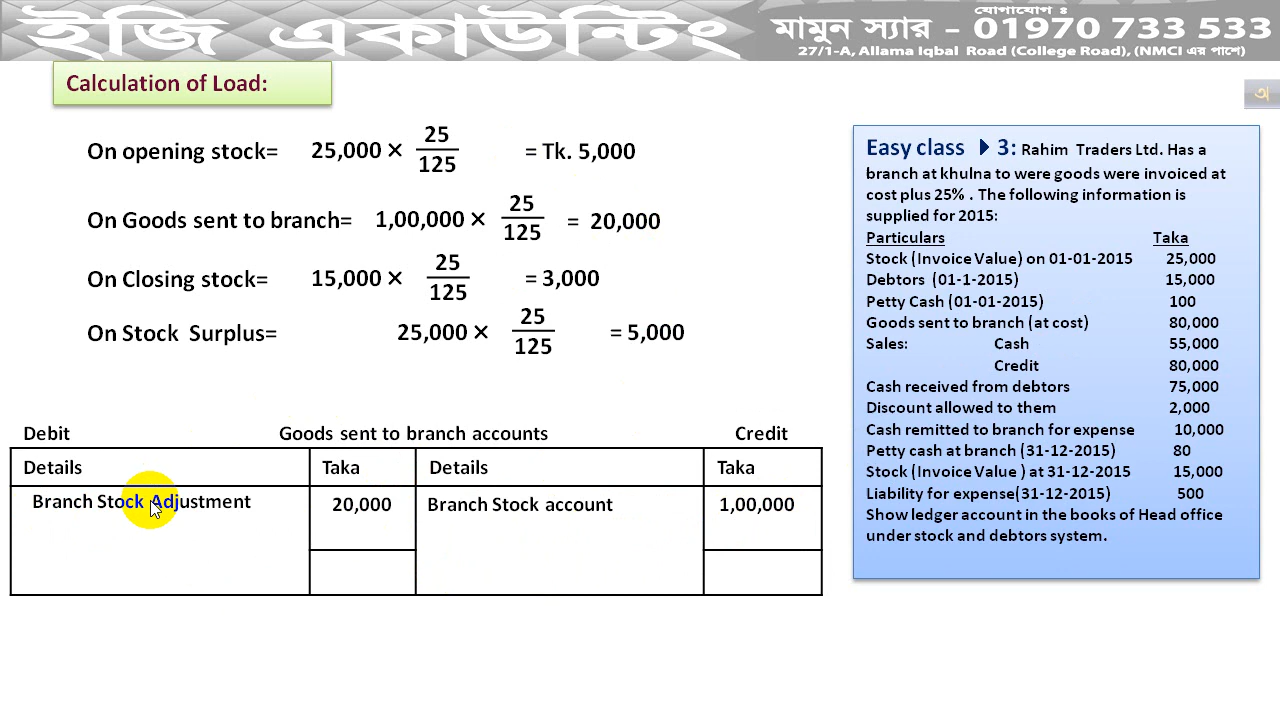 ইজি একাউন্টিং
যোগাযোগ ঃ
মামুন স্যার – 01970 733 533
27/1-A, Allama Iqbal Road (College Road), (NMCI এর পাশে)
Calculation of Load:
অ
On opening stock= 25,000 × 25/125 = Tk. 5,000
On Goods sent to branch= 1,00,000 × 25/125 = 20,000
On Closing stock= 15,000 × 25/125 = 3,000
On Stock Surplus= 25,000 × 25/125 = 5,000
Debit Goods sent to branch accounts Credit
Details Taka Details Taka
Branch Stock Adjustment 20,000 Branch Stock account 1,00,000
Easy class 3: Rahim Traders Ltd. Has a
branch at khulna to were goods were invoiced at
cost plus 25% . The following information is
supplied for 2015:
Particulars Taka
Stock (Invoice Value) on 01-01-2015 25,000
Debtors (01-1-2015) 15,000
Petty Cash (01-01-2015) 100
Goods sent to branch (at cost) 80,000
Sales: Cash 55,000
Credit 80,000
Cash received from debtors 75,000
Discount allowed to them 2,000
Cash remitted to branch for expense 10,000
Petty cash at branch (31-12-2015) 80
Stock (Invoice Value ) at 31-12-2015 15,000
Liability for expense(31-12-2015) 500
Show ledger account in the books of Head office
under stock and debtors system.